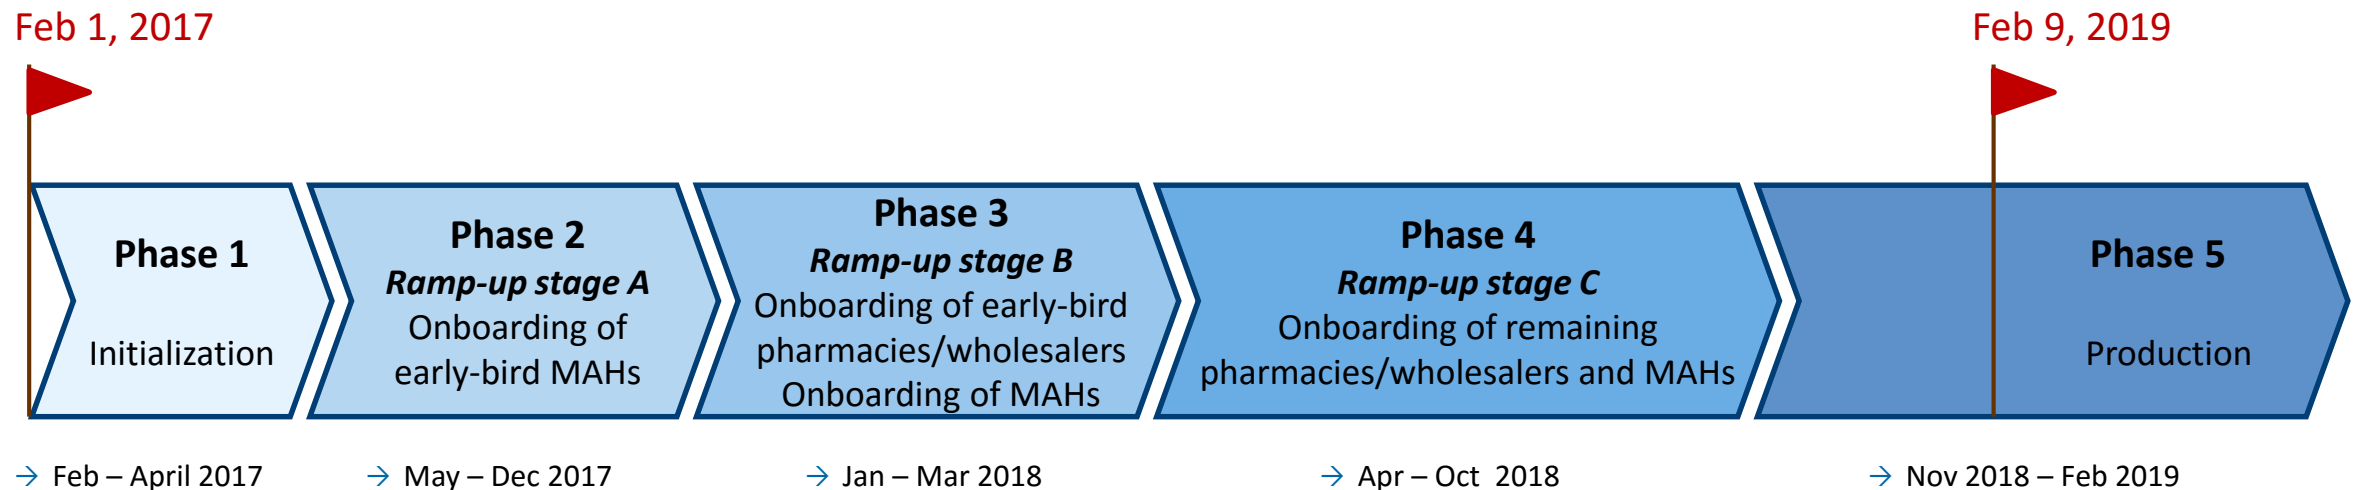 Feb 1, 2017
Feb 9, 2019
Phase 1
Initialization
Phase 2
Ramp-up stage A
Onboarding of
early-bird MAHs
Phase 3
Ramp-up stage B
Onboarding of early-bird
pharmacies/wholesalers
Onboarding of MAHs
Phase 4
Ramp-up stage C
Onboarding of remaining
pharmacies/wholesalers and MAHs
Phase 5
Production
→ Feb – April 2017
→ May – Dec 2017
→ Jan – Mar 2018
→ Apr – Oct 2018
→ Nov 2018 – Feb 2019